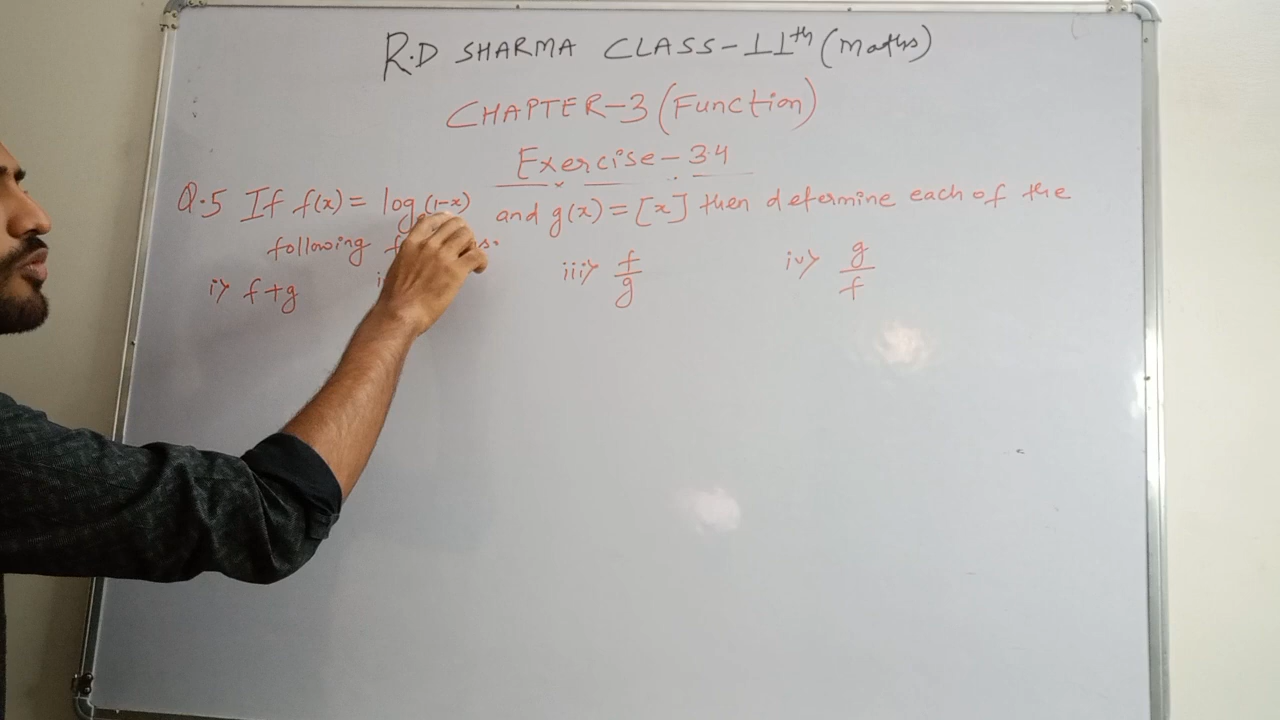 R.D SHARMA CLASS-11th (Maths)
CHAPTER-3 (Function)
Exercise - 3.4
Q.5 If f(x) = log (1-x) and g(x) = [x] then determine each of the
following
i> f+g iii> f/g iv> g/f